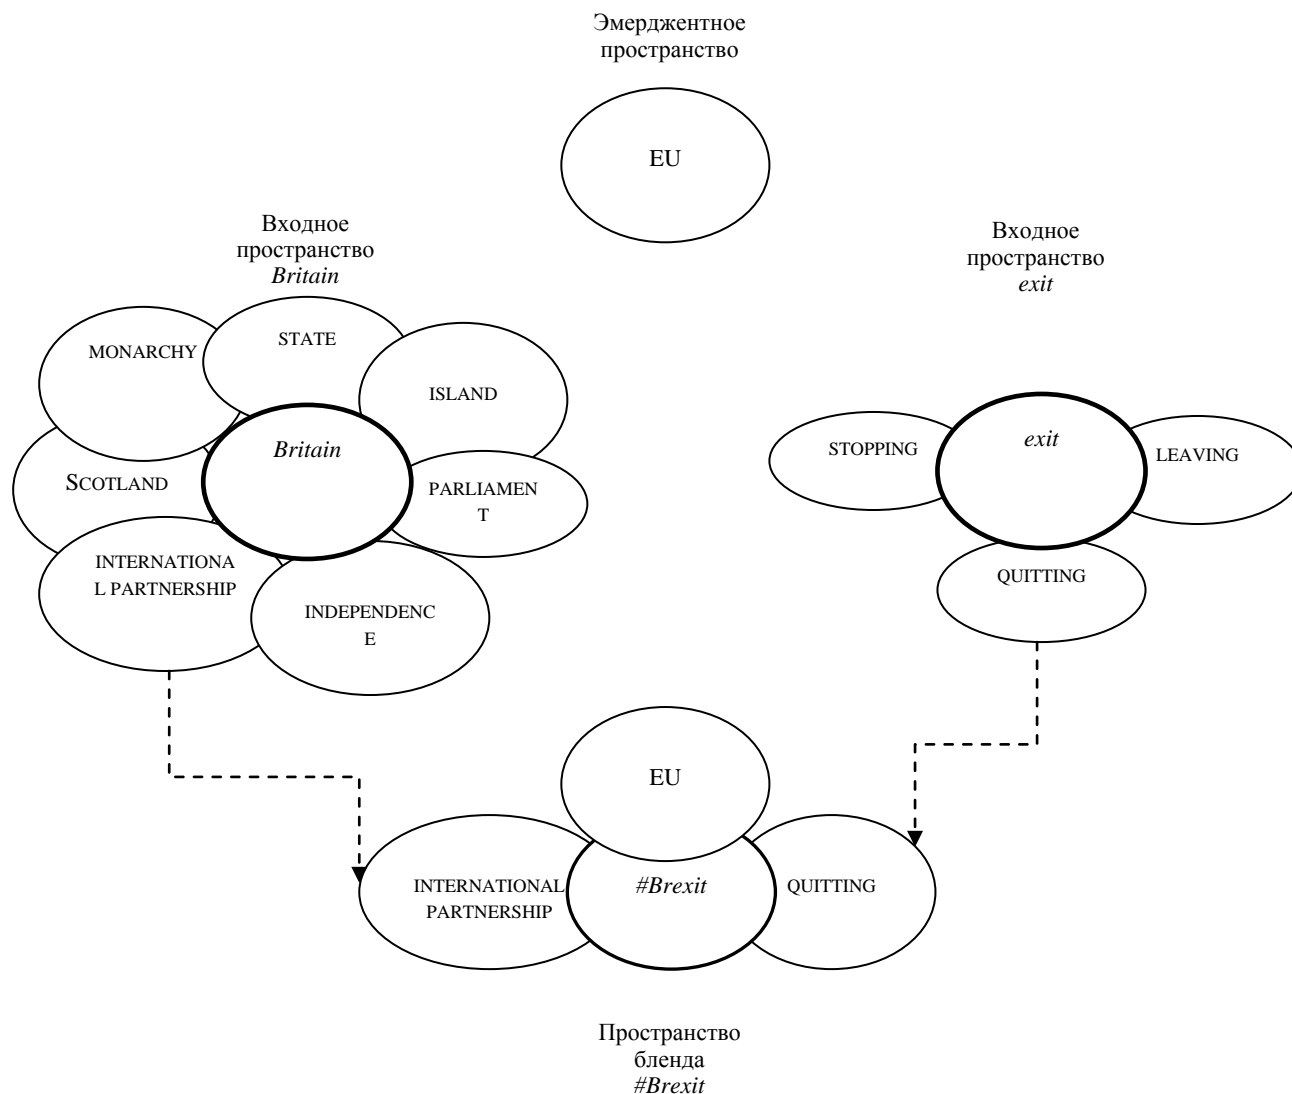 Эмерджентное
пространство
EU
Входное
пространство
Britain
Входное
пространство
exit
MONARCHY
STATE
ISLAND
Britain
SCOTLAND
PARLIAMEN
T
INTERNATIONA
L PARTNERSHIP
INDEPENDENC
E
STOPPING
exit
LEAVING
QUITTING
EU
INTERNATIONAL
PARTNERSHIP
#Brexit
QUITTING
Пространство
бленда
#Brexit